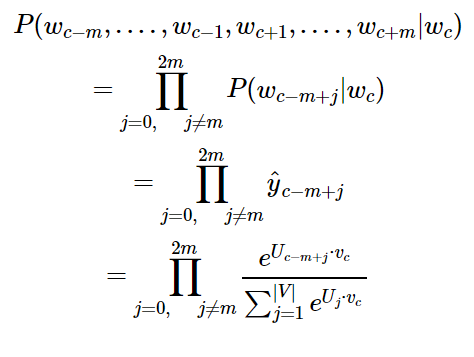 P(w_{c−m}, . . . . , w_{c−1}, w_{c+1}, . . . . , w_{c+m}|w_c)
= ∏_{j=0, j≠m}^{2m} P(w_{c−m+j}|w_c)
= ∏_{j=0, j≠m}^{2m} ŷ_{c−m+j}
= ∏_{j=0, j≠m}^{2m} \frac{e^{U_{c−m+j}·v_c}}{∑_{j=1}^{|V|} e^{U_j·v_c}}